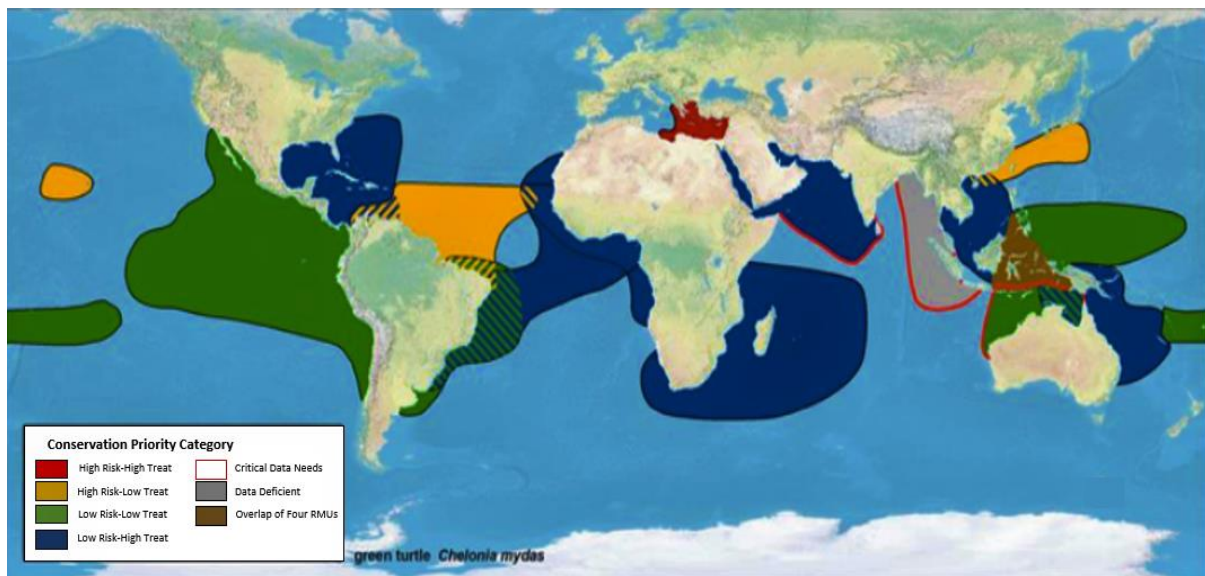 Conservation Priority Category
High Risk-High Treat
High Risk-Low Treat
Low Risk-Low Treat
Low Risk-High Treat
Critical Data Needs
Data Deficient
Overlap of Four RMUs
green turtle Chelonia mydas